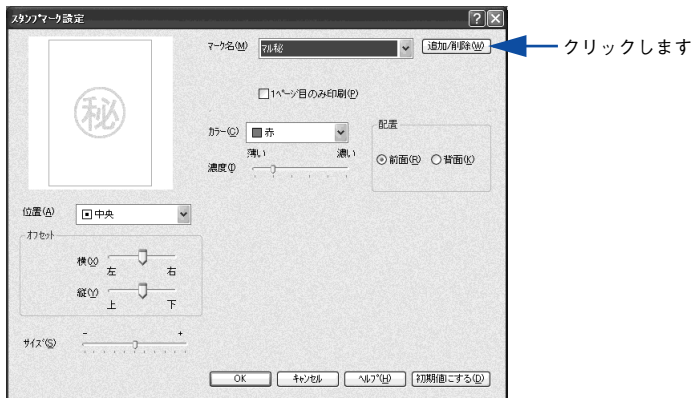 スタンプマーク設定
マーク名(M) マル秘 追加/削除(W) クリックします
1ページ目のみ印刷(P)
カラー(C) 赤
配置
薄い 濃い
濃度(I)
前面(R) 背面(K)
秘
位置(A) 中央
オフセット
横(X)
左 右
縦(Y)
上 下
サイズ(S) - +
OK キャンセル ヘルプ(H) 初期値にする(D)